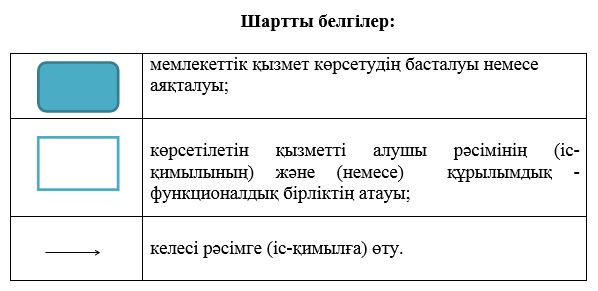 Шартты белгілер:
мемлекеттік қызмет көрсетудің басталуы немесе
аяқталуы;
көрсетілетін қызметті алушы рәсімінің (іс-
қимылының) және (немесе) құрылымдық -
функционалдық бірліктің атауы;
келесі рәсімге (іс-қимылға) өту.